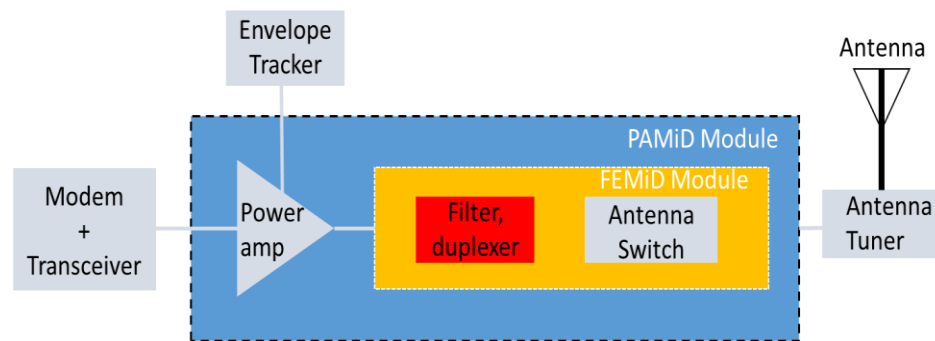 Envelope
Tracker
Antenna
PAMiD Module
FEMiD Module
Modem
+
Transceiver
Power
amp
Filter,
duplexer
Antenna
Switch
Antenna
Tuner